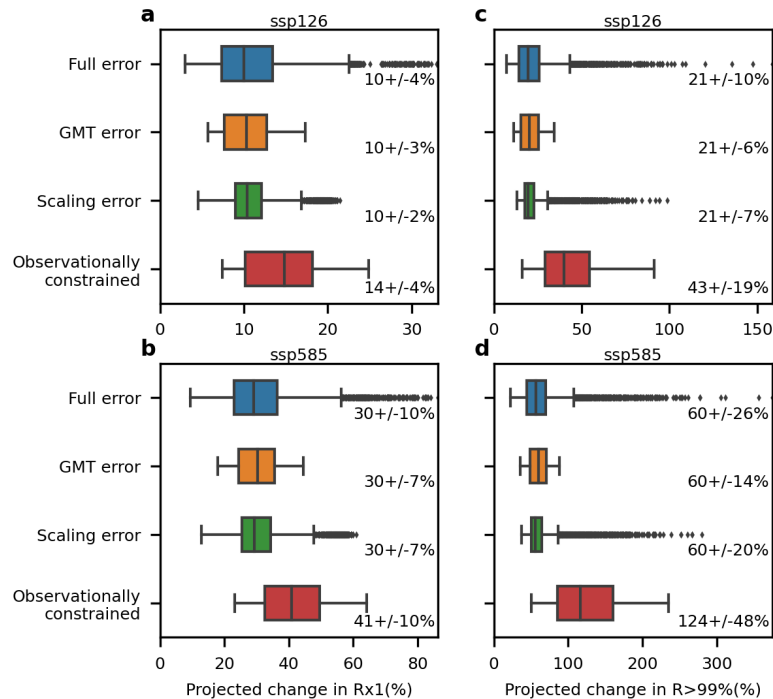 a
ssp126
Full error
10+/-4%
GMT error
10+/-3%
Scaling error
10+/-2%
Observationally
constrained
14+/-4%
0 10 20 30
c
ssp126
21+/-10%
21+/-6%
21+/-7%
43+/-19%
0 50 100 150
b
ssp585
Full error
30+/-10%
GMT error
30+/-7%
Scaling error
30+/-7%
Observationally
constrained
41+/-10%
0 20 40 60 80
Projected change in Rx1(%)
d
ssp585
60+/-26%
60+/-14%
60+/-20%
124+/-48%
0 100 200 300
Projected change in R>99%(%)